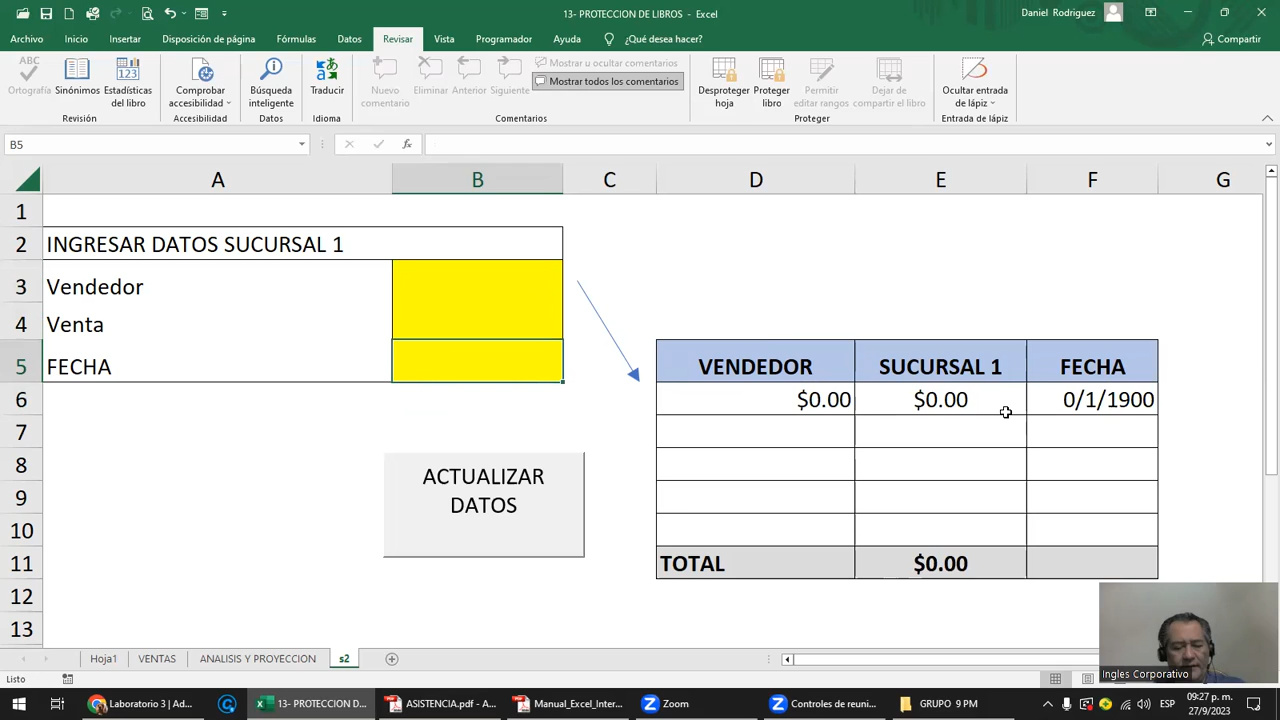 13- PROTECCION DE LIBROS - Excel
Daniel Rodriguez
Archivo Inicio Insertar Disposición de página Fórmulas Datos Revisar Vista Programador Ayuda ¿Qué desea hacer? Compartir
ABC
Ortografía
Sinónimos
123
Estadísticas del libro
Comprobar accesibilidad
Búsqueda inteligente
Traducir
Nuevo comentario
Eliminar
Anterior
Siguiente
Mostrar u ocultar comentarios
Mostrar todos los comentarios
Desproteger hoja
Proteger libro
Permitir editar rangos
Dejar de compartir el libro
Ocultar entrada de lápiz
Revisión Accesibilidad Datos Idioma Comentarios Proteger Entrada de lápiz
B5
fx
A B C D E F G
1
2 INGRESAR DATOS SUCURSAL 1
3 Vendedor
4 Venta
5 FECHA VENDEDOR SUCURSAL 1 FECHA
6 $0.00 $0.00 0/1/1900
7
8
9
10
11 TOTAL $0.00
12
13
ACTUALIZAR
DATOS
Ingles Corporativo
Hoja1 VENTAS ANALISIS Y PROYECCION s2
Listo
Laboratorio 3 | Ad...
13- PROTECCION D...
ASISTENCIA.pdf - A...
Manual_Excel_Inter...
Zoom
Controles de reuni...
GRUPO 9 PM
ESP
09:27 p. m.
27/9/2023